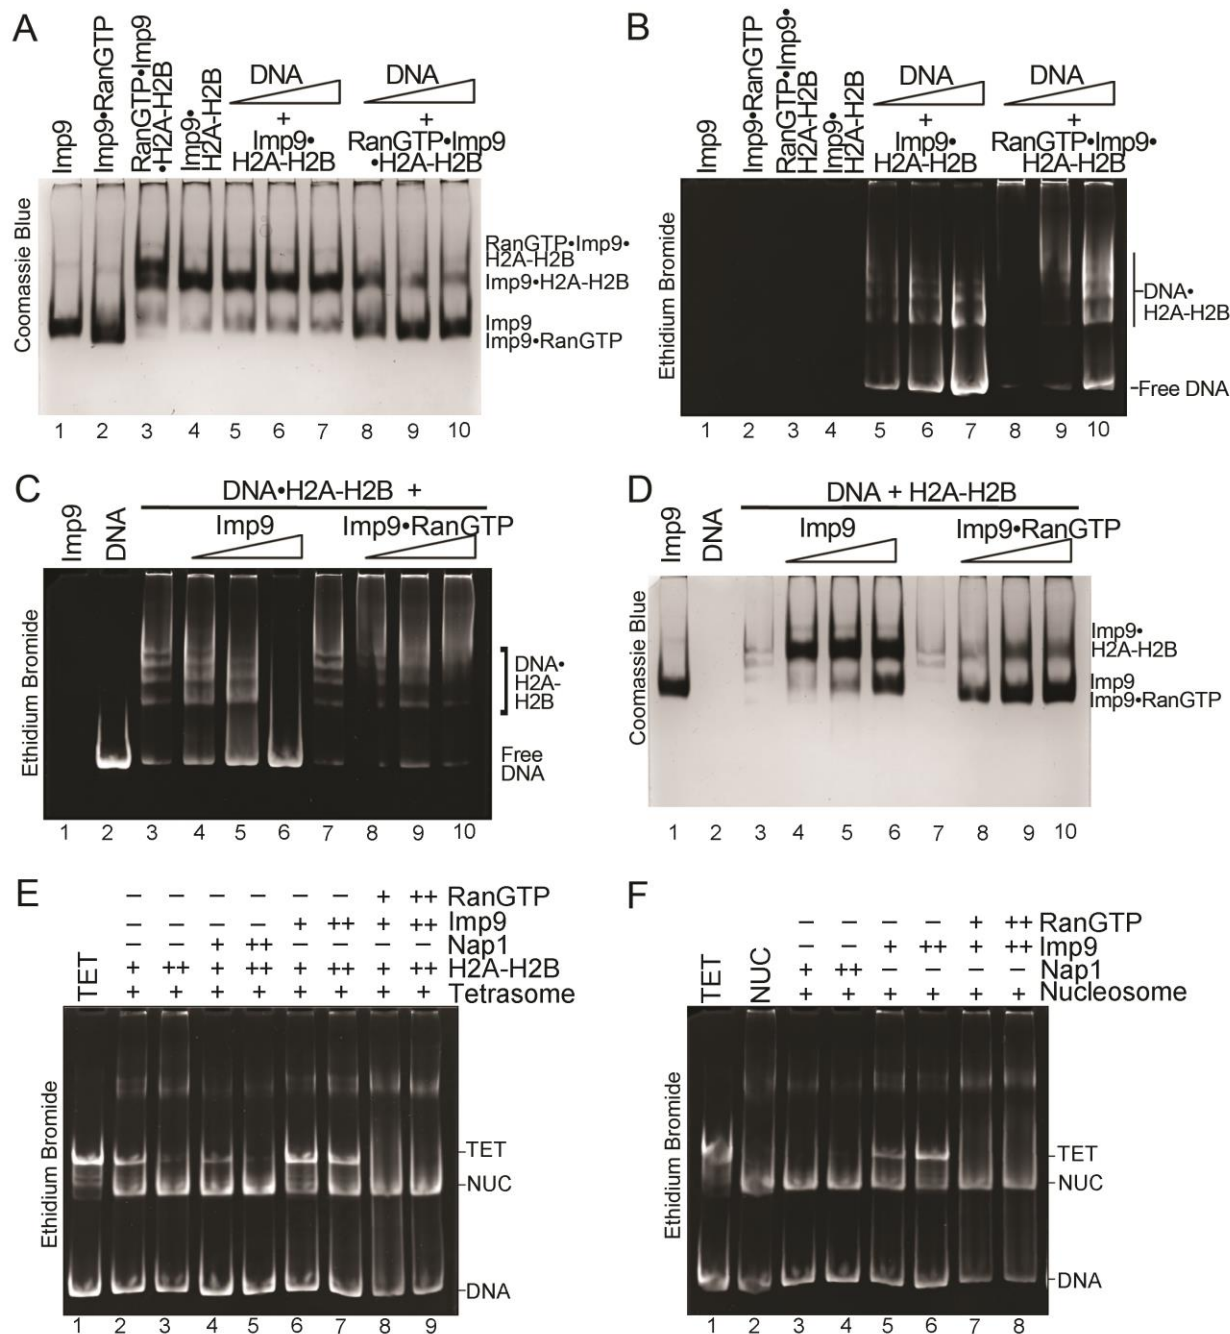 A
Imp9
Imp9•RanGTP
RanGTP•Imp9
•H2A-H2B
Imp9•
H2A-H2B
DNA
+
Imp9•
H2A-H2B
DNA
+
RanGTP•Imp9
•H2A-H2B
Coomassie Blue
RanGTP•Imp9•
H2A-H2B
Imp9•H2A-H2B
Imp9
Imp9•RanGTP
1 2 3 4 5 6 7 8 9 10
B
Imp9
Imp9•RanGTP
RanGTP•Imp9•
H2A-H2B
Imp9•
H2A-H2B
DNA
+
Imp9•
H2A-H2B
DNA
+
RanGTP•Imp9•
H2A-H2B
Ethidium Bromide
DNA•
H2A-H2B
Free DNA
1 2 3 4 5 6 7 8 9 10
C
Imp9
DNA
DNA•H2A-H2B +
Imp9
Imp9•RanGTP
Ethidium Bromide
DNA•
H2A-
H2B
Free
DNA
1 2 3 4 5 6 7 8 9 10
D
Imp9
DNA
DNA + H2A-H2B
Imp9
Imp9•RanGTP
Coomassie Blue
Imp9•
H2A-H2B
Imp9
Imp9•RanGTP
1 2 3 4 5 6 7 8 9 10
E
TET
– – – – – – + ++ RanGTP
– – – – + ++ + ++ Imp9
– – + ++ – – – – Nap1
+ ++ + ++ + ++ + ++ H2A-H2B
+ + + + + + + + Tetrasome
Ethidium Bromide
TET
NUC
DNA
1 2 3 4 5 6 7 8 9
F
TET
NUC
– – – – + ++ RanGTP
– – + ++ + ++ Imp9
+ ++ – – – – Nap1
+ + + + + + Nucleosome
Ethidium Bromide
TET
NUC
DNA
1 2 3 4 5 6 7 8